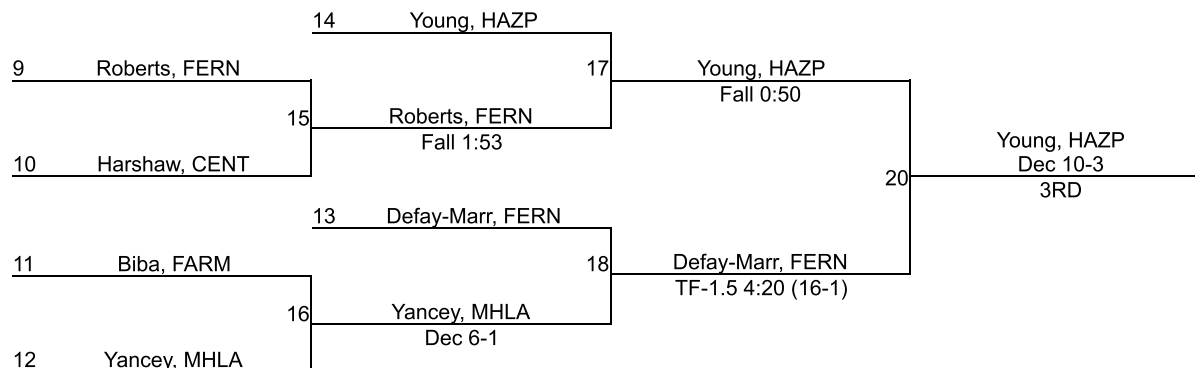 14 Young, HAZP
17
9 Roberts, FERN
Young, HAZP
Fall 0:50
15
Roberts, FERN
Fall 1:53
Young, HAZP
10 Harshaw, CENT
Dec 10-3
20
3RD
13 Defay-Marr, FERN
11 Biba, FARM
18
Defay-Marr, FERN
TF-1.5 4:20 (16-1)
16
Yancey, MHLA
Dec 6-1
12 Yancey, MHLA